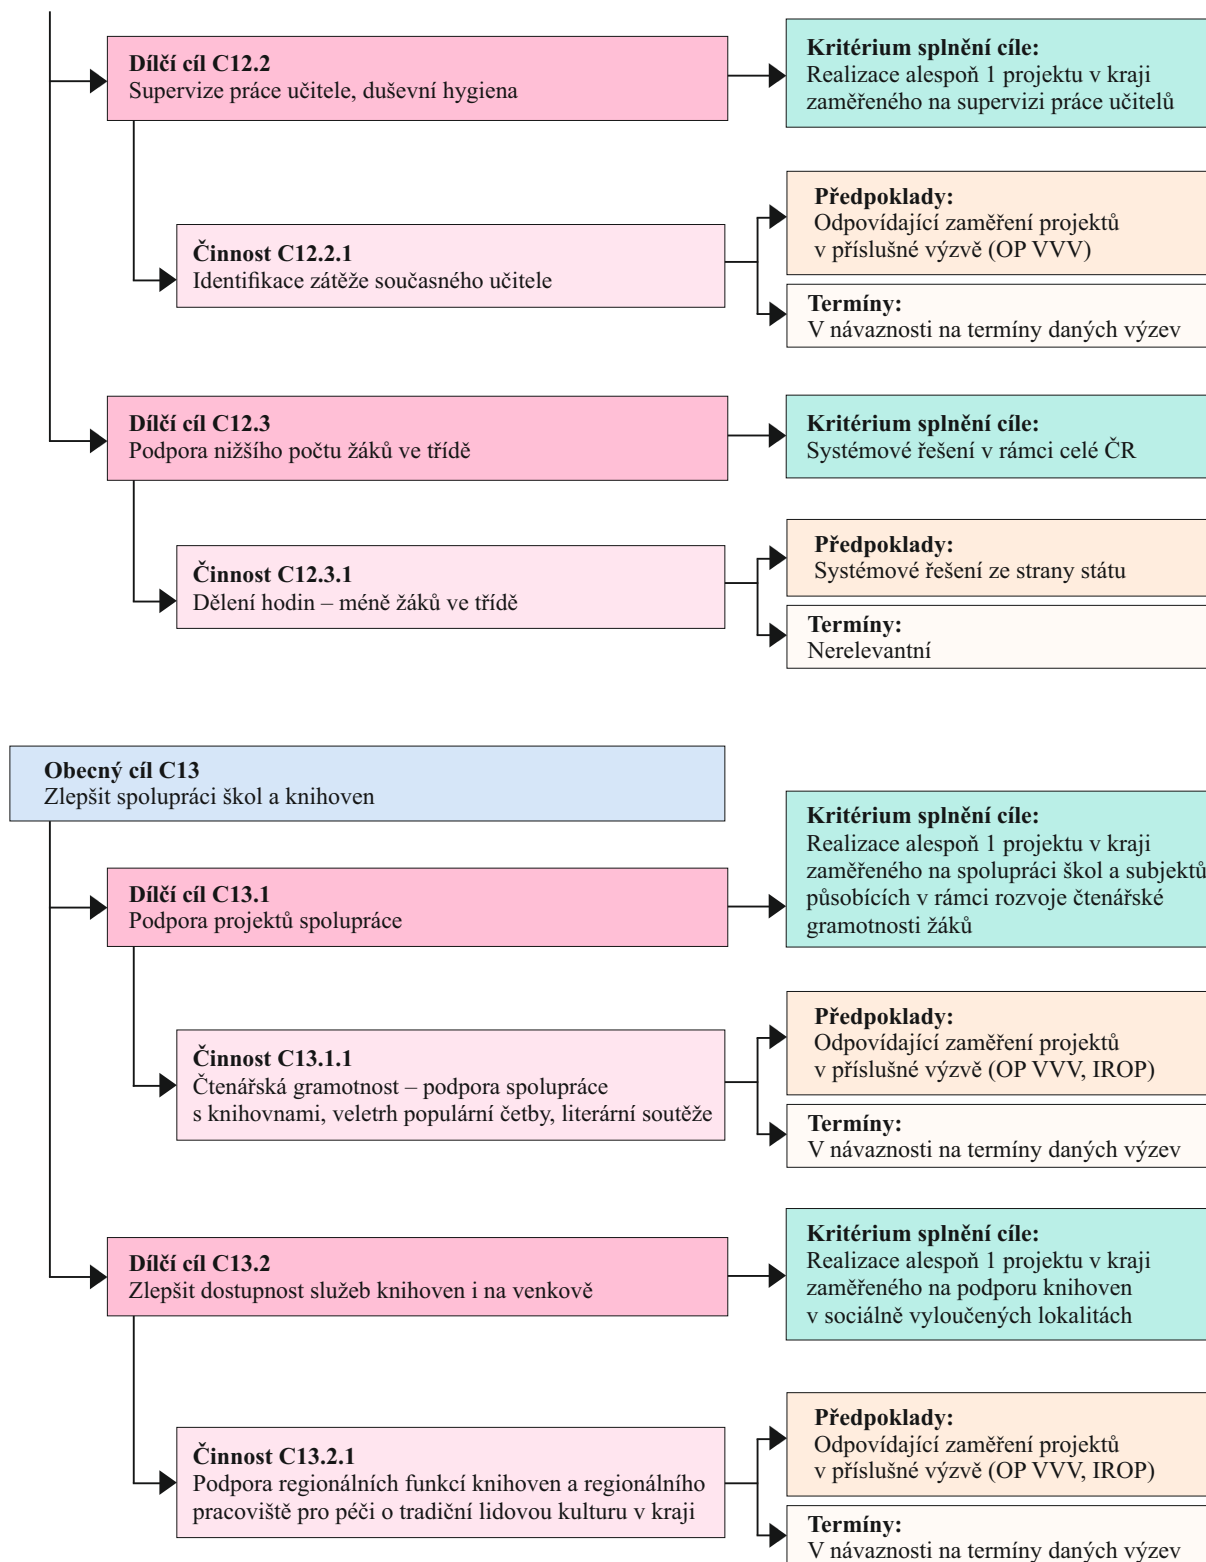 Dílčí cíl C12.2
Supervize práce učitele, duševní hygiena
Kritérium splnění cíle:
Realizace alespoň 1 projektu v kraji
zaměřeného na supervizi práce učitelů
Činnost C12.2.1
Identifikace zátěže současného učitele
Předpoklady:
Odpovídající zaměření projektů
v příslušné výzvě (OP VVV)
Termíny:
V návaznosti na termíny daných výzev
Dílčí cíl C12.3
Podpora nižšího počtu žáků ve třídě
Kritérium splnění cíle:
Systémové řešení v rámci celé ČR
Činnost C12.3.1
Dělení hodin – méně žáků ve třídě
Předpoklady:
Systémové řešení ze strany státu
Termíny:
Nerelevantní
Obecný cíl C13
Zlepšit spolupráci škol a knihoven
Dílčí cíl C13.1
Podpora projektů spolupráce
Kritérium splnění cíle:
Realizace alespoň 1 projektu v kraji
zaměřeného na spolupráci škol a subjektů
působících v rámci rozvoje čtenářské
gramotnosti žáků
Činnost C13.1.1
Čtenářská gramotnost – podpora spolupráce
s knihovnami, veletrh populární četby, literární soutěže
Předpoklady:
Odpovídající zaměření projektů
v příslušné výzvě (OP VVV, IROP)
Termíny:
V návaznosti na termíny daných výzev
Dílčí cíl C13.2
Zlepšit dostupnost služeb knihoven i na venkově
Kritérium splnění cíle:
Realizace alespoň 1 projektu v kraji
zaměřeného na podporu knihoven
v sociálně vyloučených lokalitách
Činnost C13.2.1
Podpora regionálních funkcí knihoven a regionálního
pracoviště pro péči o tradiční lidovou kulturu v kraji
Předpoklady:
Odpovídající zaměření projektů
v příslušné výzvě (OP VVV, IROP)
Termíny:
V návaznosti na termíny daných výzev